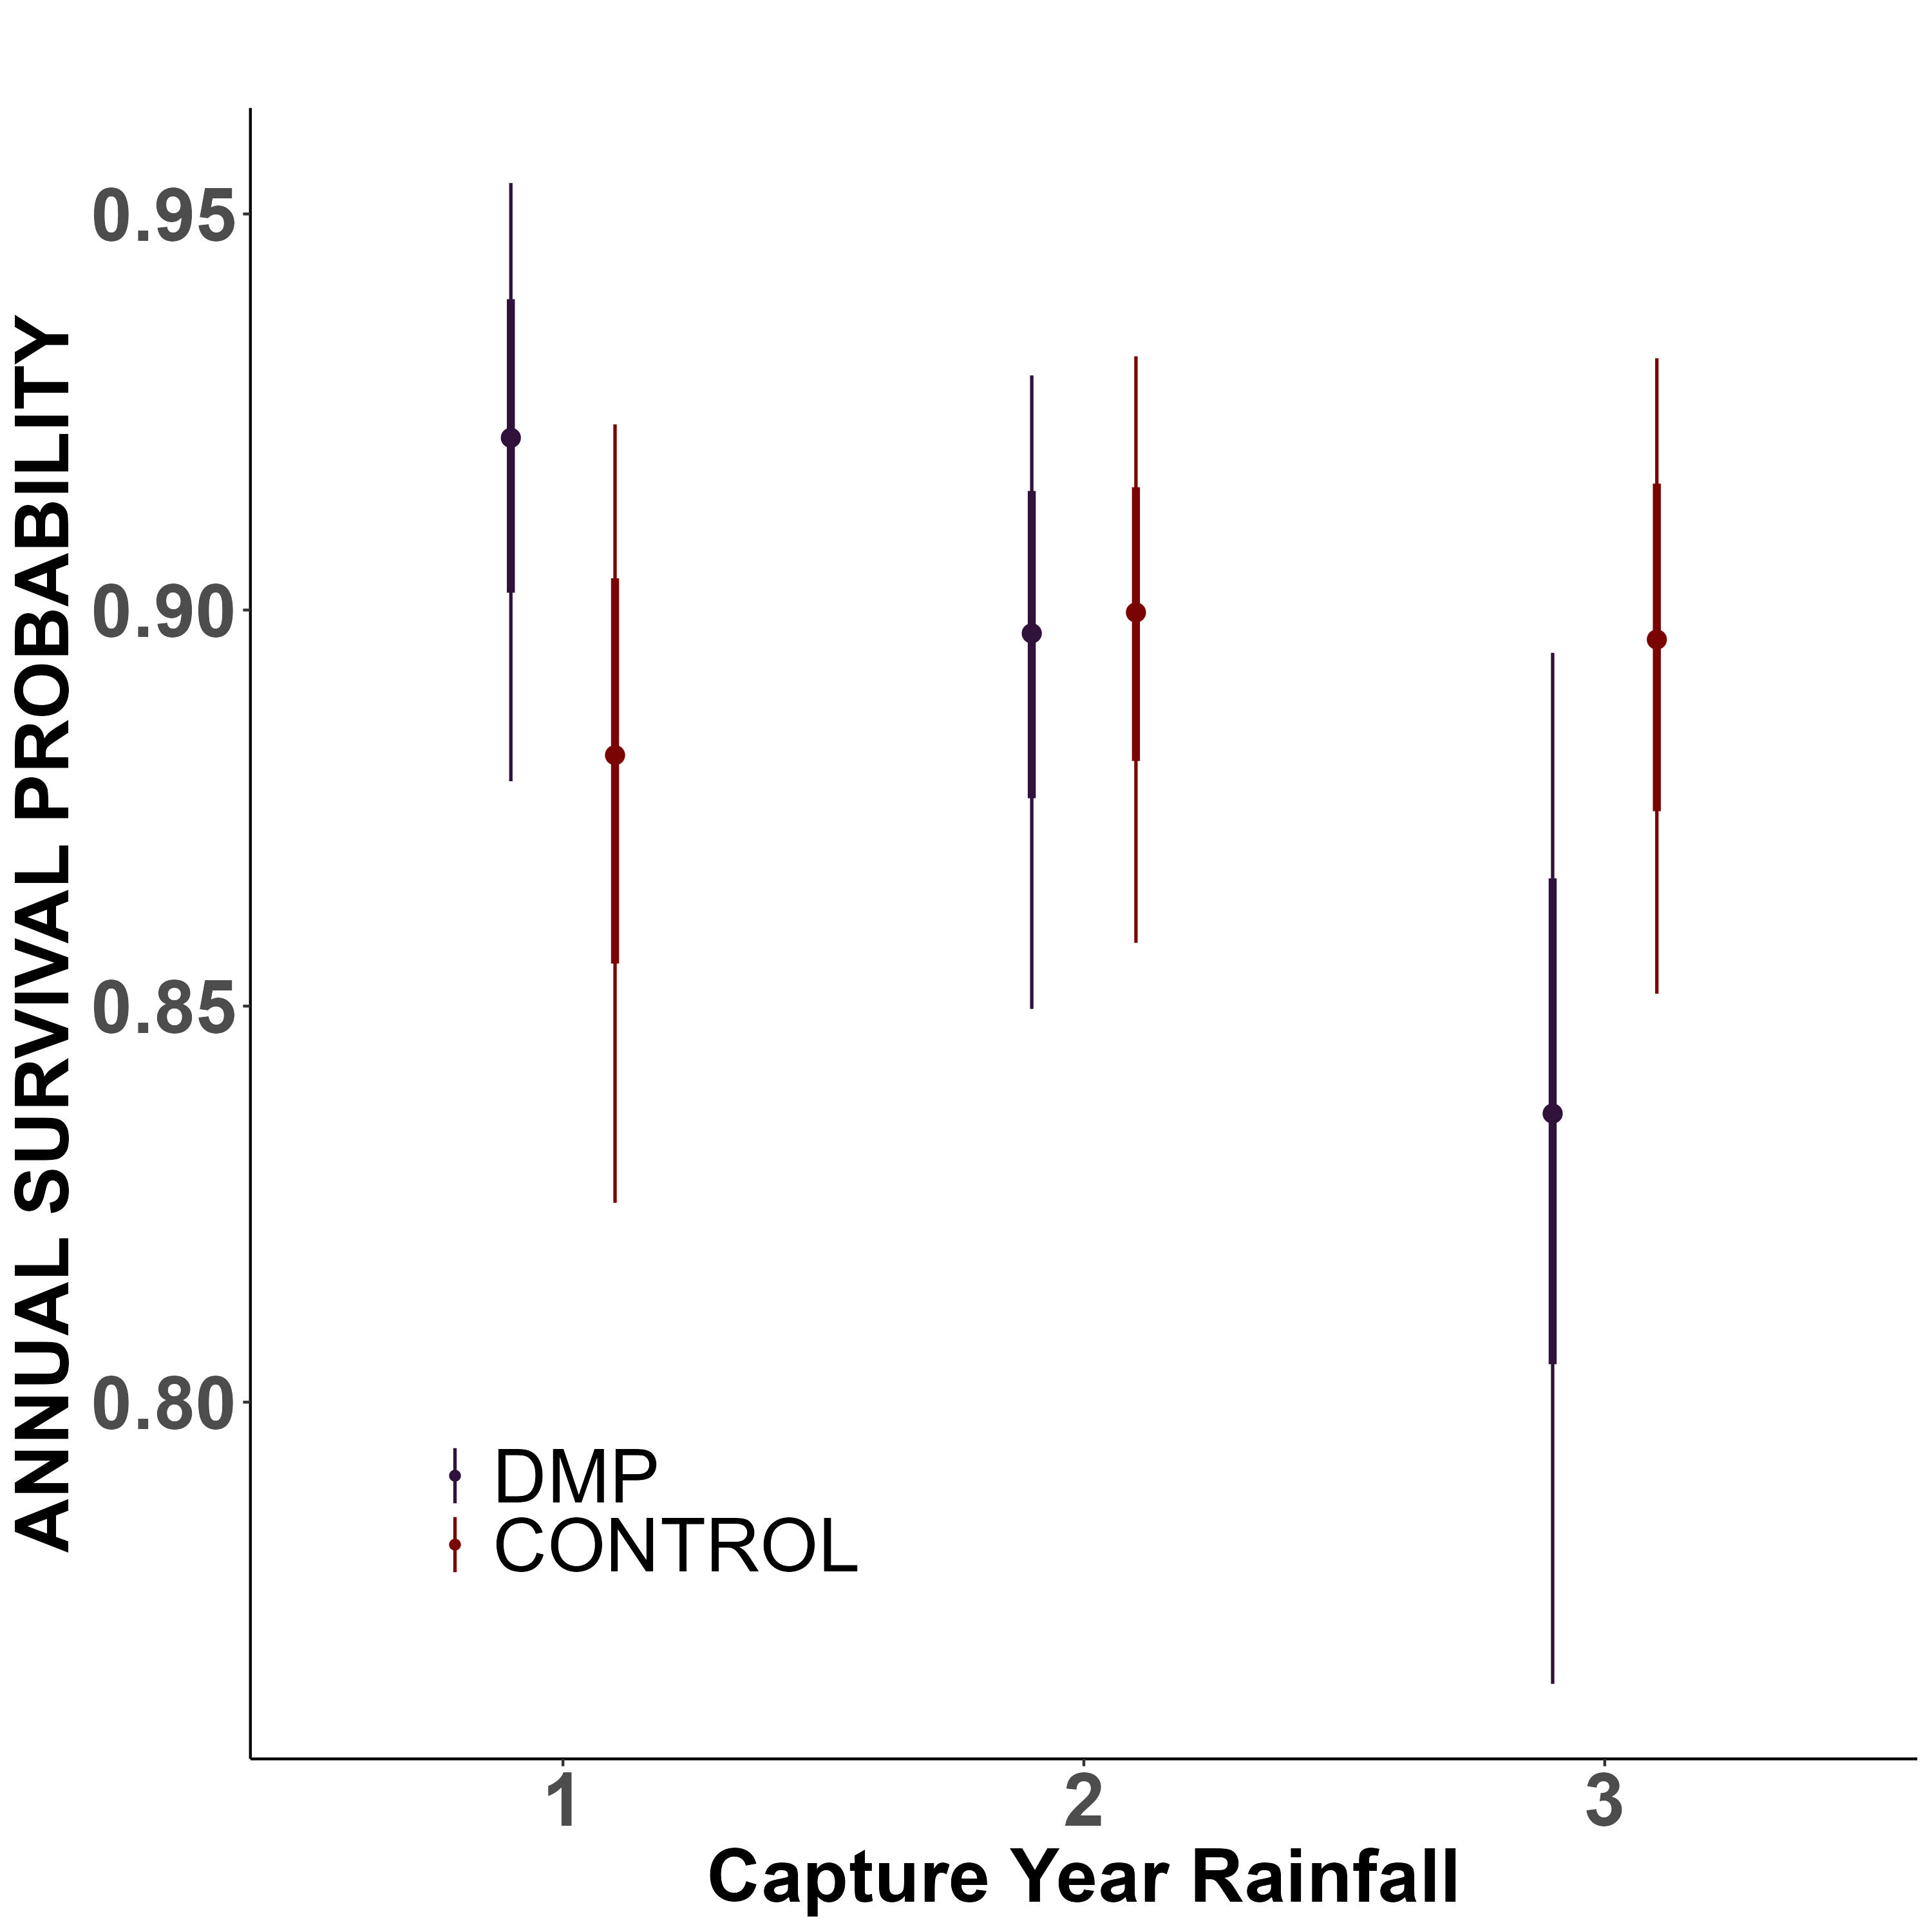 ANNUAL SURVIVAL PROBABILITY
0.95
0.90
0.85
0.80
DMP
CONTROL
1 2 3
Capture Year Rainfall